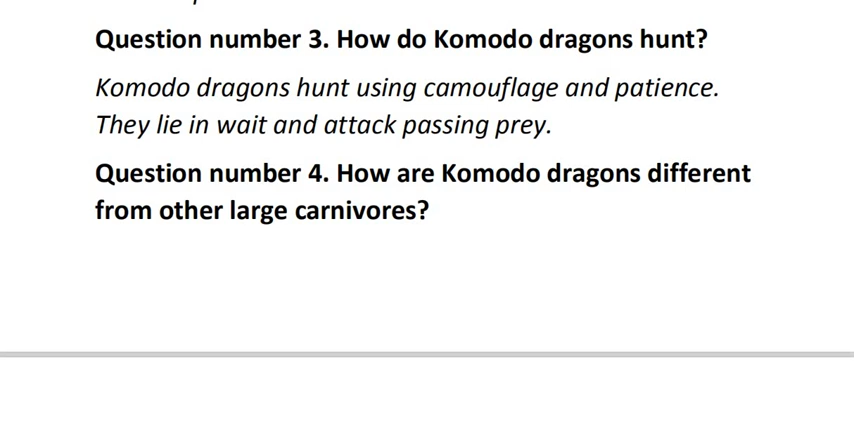 Question number 3. How do Komodo dragons hunt?
Komodo dragons hunt using camouflage and patience.
They lie in wait and attack passing prey.
Question number 4. How are Komodo dragons different
from other large carnivores?